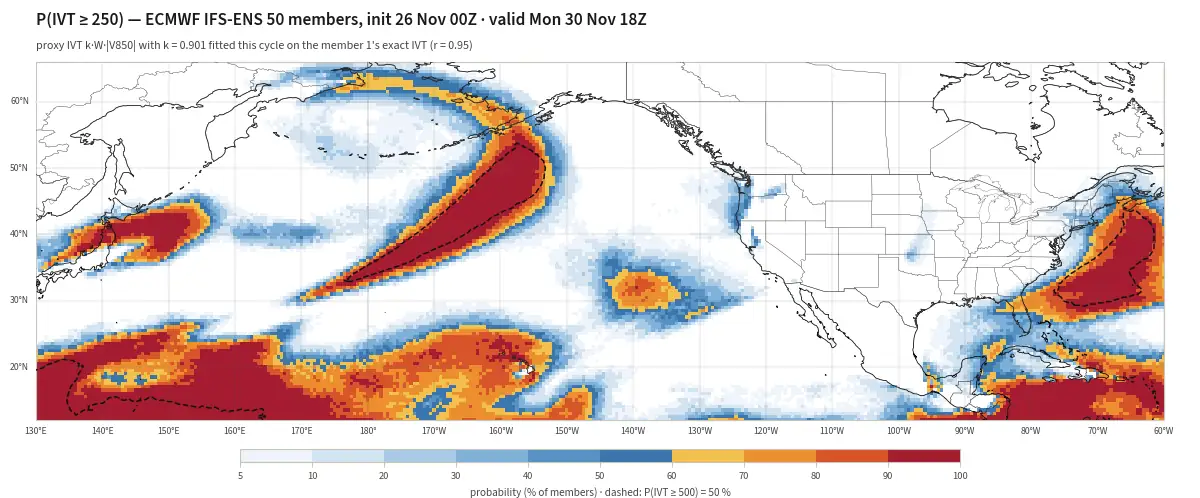 P(IVT ≥ 250) — ECMWF IFS-ENS 50 members, init 26 Nov 00Z · valid Mon 30 Nov 18Z
proxy IVT k·W·|V850| with k = 0.901 fitted this cycle on the member 1's exact IVT (r = 0.95)
60°N
50°N
40°N
30°N
20°N
130°E 140°E 150°E 160°E 170°E 180° 170°W 160°W 150°W 140°W 130°W 120°W 110°W 100°W 90°W 80°W 70°W 60°W
5 10 20 30 40 50 60 70 80 90 100
probability (% of members) · dashed: P(IVT ≥ 500) = 50 %